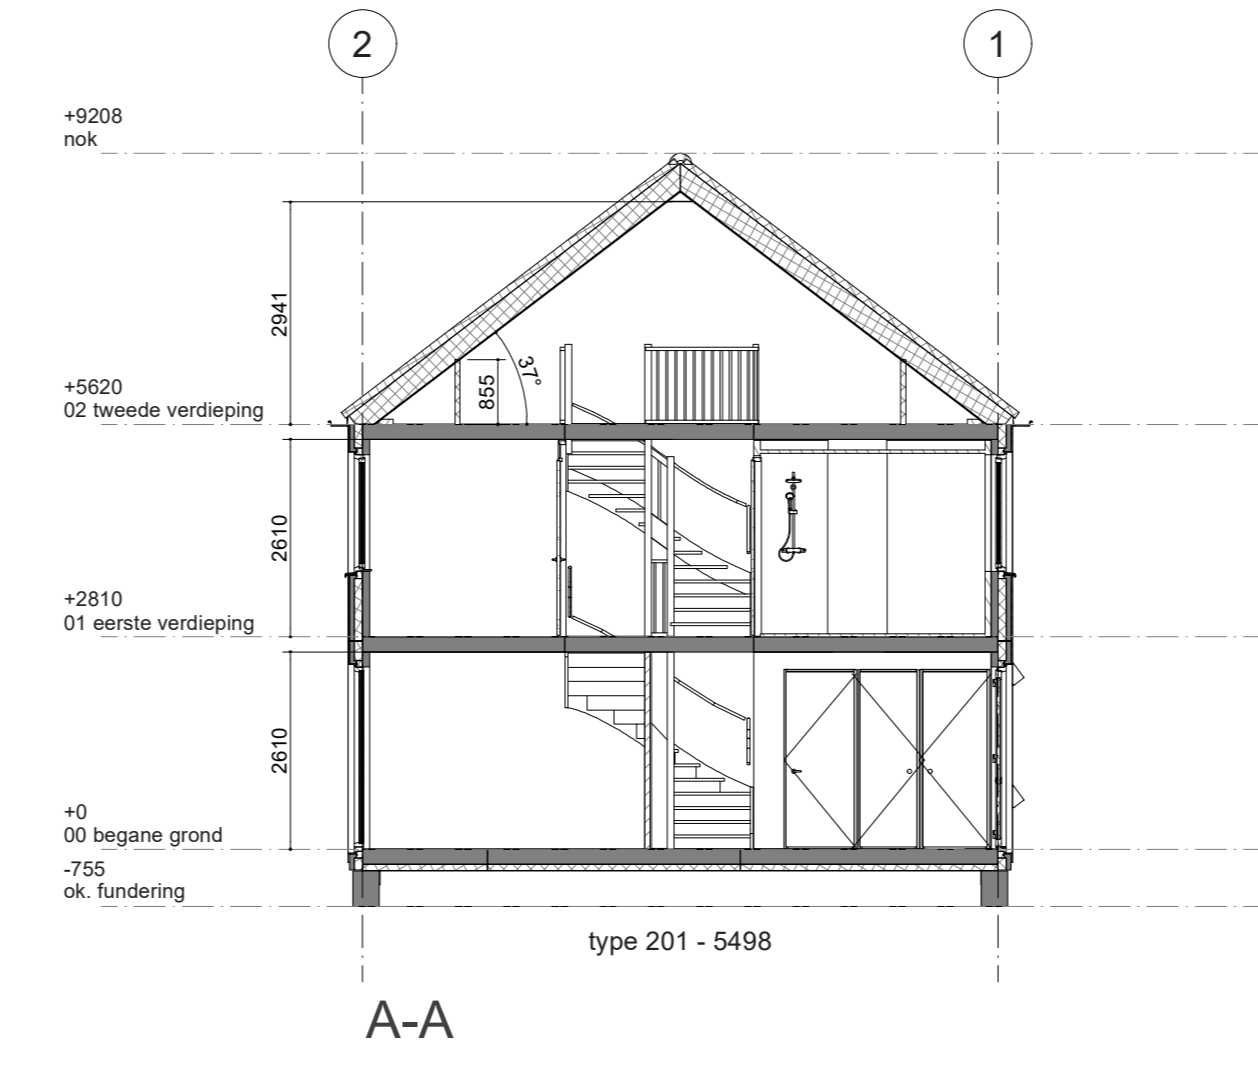 2
1
+9208
nok
2941
37°
855
+5620
02 tweede verdieping
2610
+2810
01 eerste verdieping
2610
+0
00 begane grond
-755
ok. fundering
type 201 - 5498
A-A